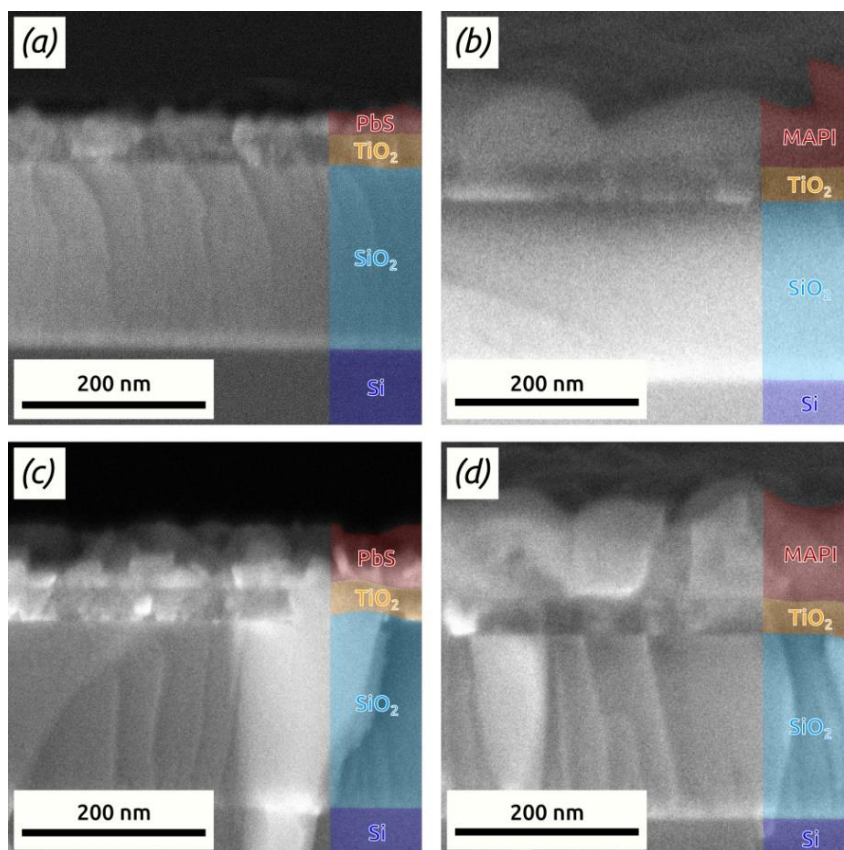 (a)
PbS
TiO₂
SiO₂
200 nm
Si
(b)
MAPI
TiO₂
SiO₂
200 nm
Si
(c)
PbS
TiO₂
SiO₂
200 nm
Si
(d)
MAPI
TiO₂
SiO₂
200 nm
Si